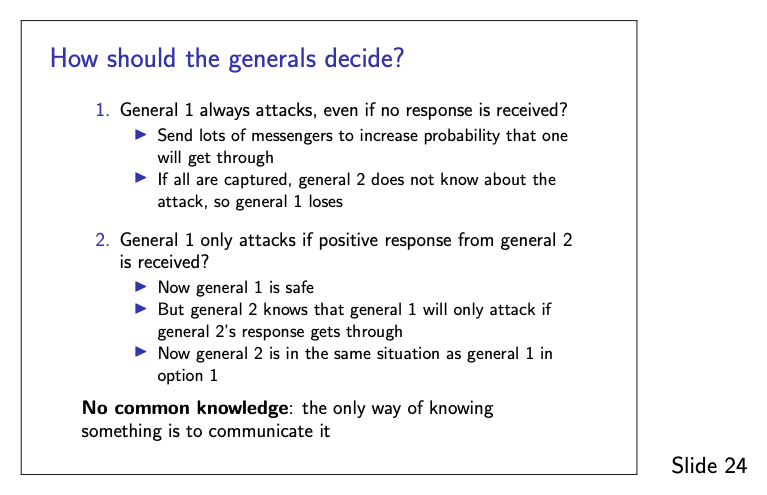 How should the generals decide?
1. General 1 always attacks, even if no response is received?
▶ Send lots of messengers to increase probability that one
will get through
▶ If all are captured, general 2 does not know about the
attack, so general 1 loses
2. General 1 only attacks if positive response from general 2
is received?
▶ Now general 1 is safe
▶ But general 2 knows that general 1 will only attack if
general 2's response gets through
▶ Now general 2 is in the same situation as general 1 in
option 1
No common knowledge: the only way of knowing
something is to communicate it
Slide 24